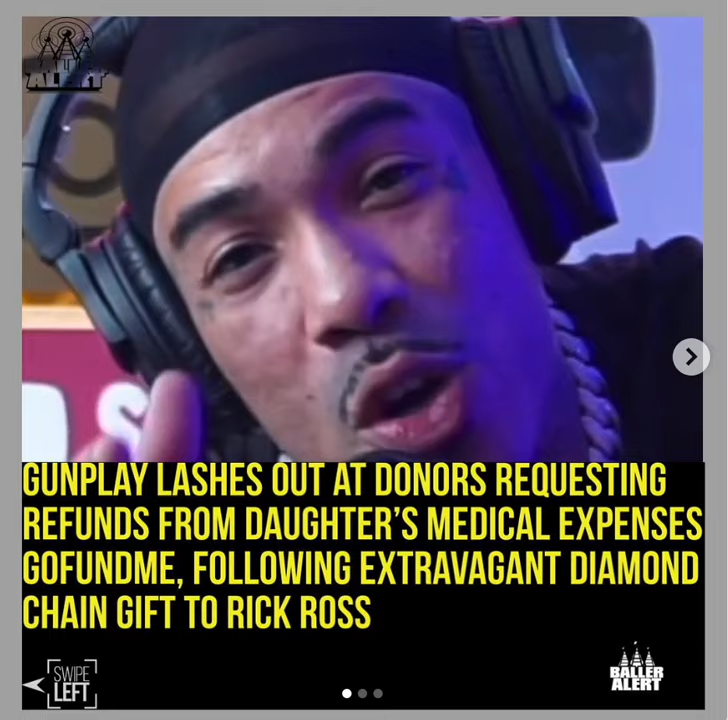 ALERT
S
GUNPLAY LASHES OUT AT DONORS REQUESTING
REFUNDS FROM DAUGHTER'S MEDICAL EXPENSES
GOFUNDME, FOLLOWING EXTRAVAGANT DIAMOND
CHAIN GIFT TO RICK ROSS
SWIPE
LEFT
BALLER
ALERT